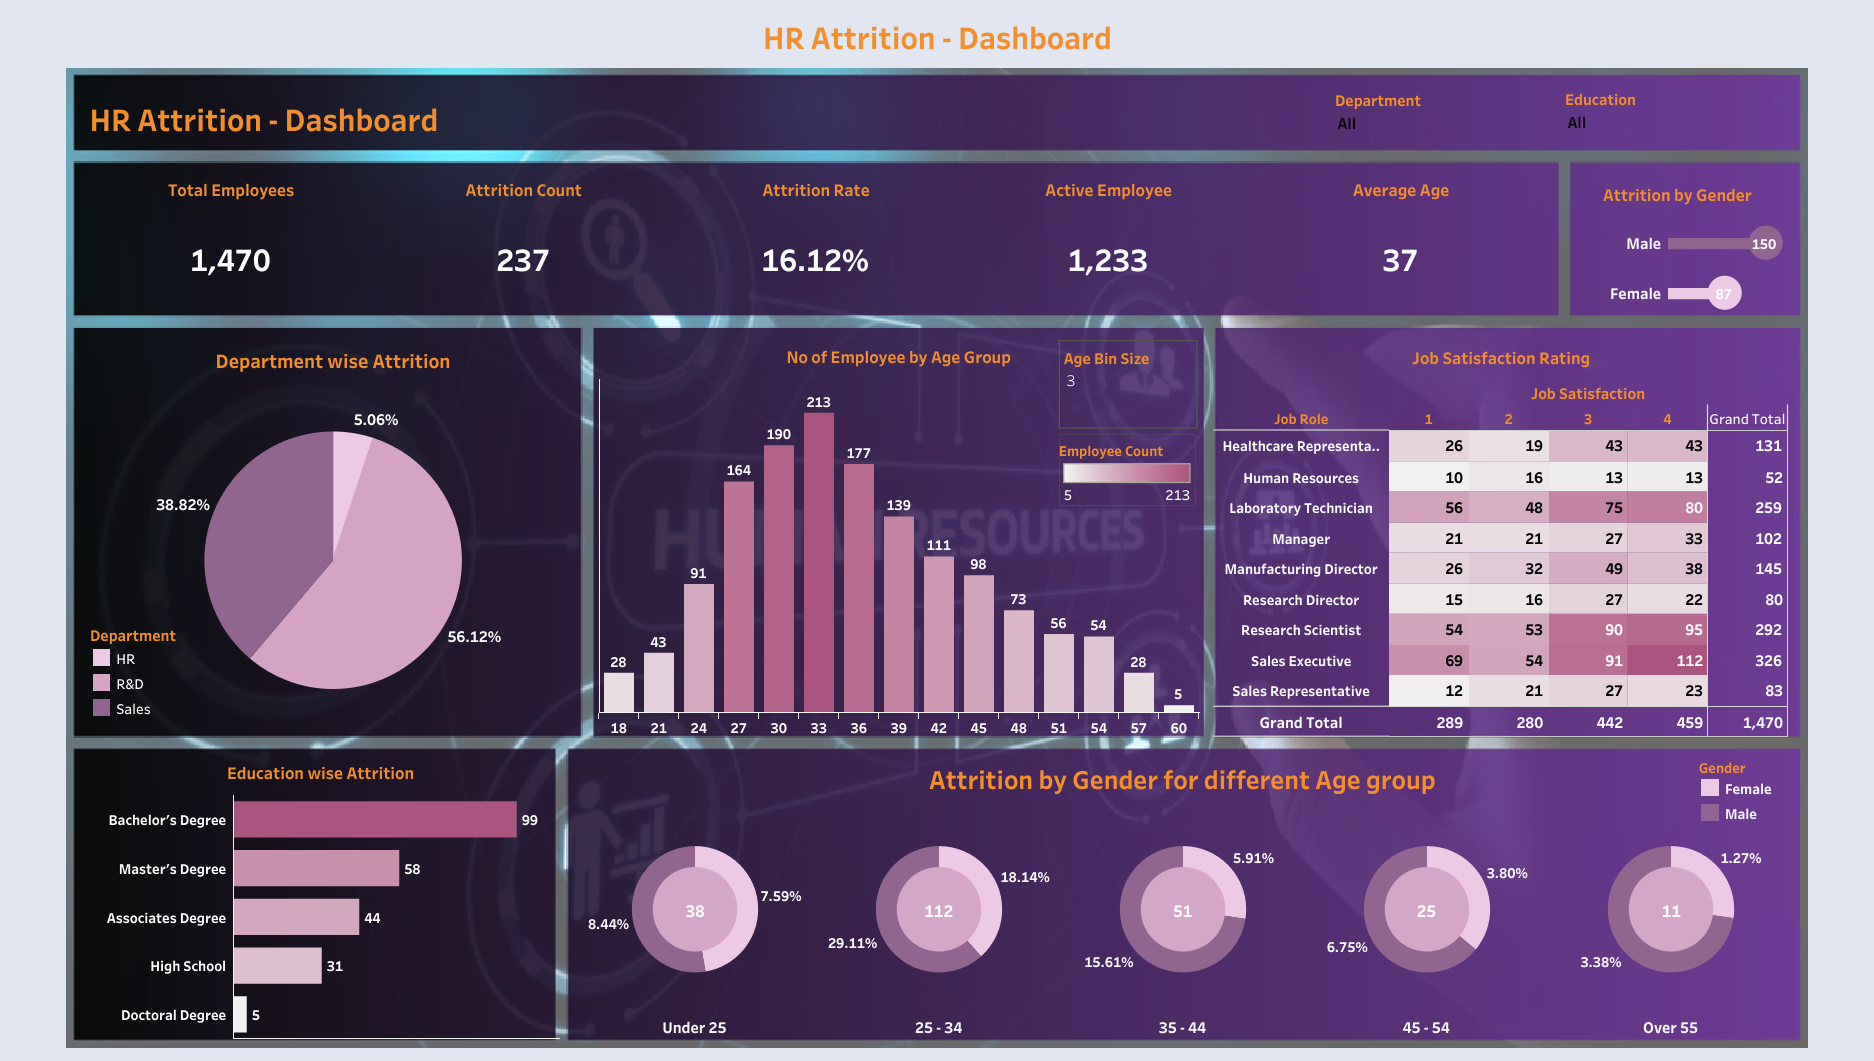 HR Attrition - Dashboard
HR Attrition - Dashboard
Department
All
Education
All
Total Employees
1,470
Attrition Count
237
Attrition Rate
16.12%
Active Employee
1,233
Average Age
37
Attrition by Gender
Male 150
Female 87
Department wise Attrition
5.06%
38.82%
56.12%
Department
HR
R&D
Sales
No of Employee by Age Group
Age Bin Size
3
Employee Count
5 213
28 43 91 164 190 213 177 139 111 98 73 56 54 28 5
18 21 24 27 30 33 36 39 42 45 48 51 54 57 60
HUMAN RESOURCES
Job Satisfaction Rating
Job Satisfaction
Job Role 1 2 3 4 Grand Total
Healthcare Representa.. 26 19 43 43 131
Human Resources 10 16 13 13 52
Laboratory Technician 56 48 75 80 259
Manager 21 21 27 33 102
Manufacturing Director 26 32 49 38 145
Research Director 15 16 27 22 80
Research Scientist 54 53 90 95 292
Sales Executive 69 54 91 112 326
Sales Representative 12 21 27 23 83
Grand Total 289 280 442 459 1,470
Education wise Attrition
Bachelor's Degree 99
Master's Degree 58
Associates Degree 44
High School 31
Doctoral Degree 5
Attrition by Gender for different Age group
Gender
Female
Male
7.59%
38
8.44%
Under 25
18.14%
112
29.11%
25 - 34
5.91%
51
15.61%
35 - 44
3.80%
25
6.75%
45 - 54
1.27%
11
3.38%
Over 55